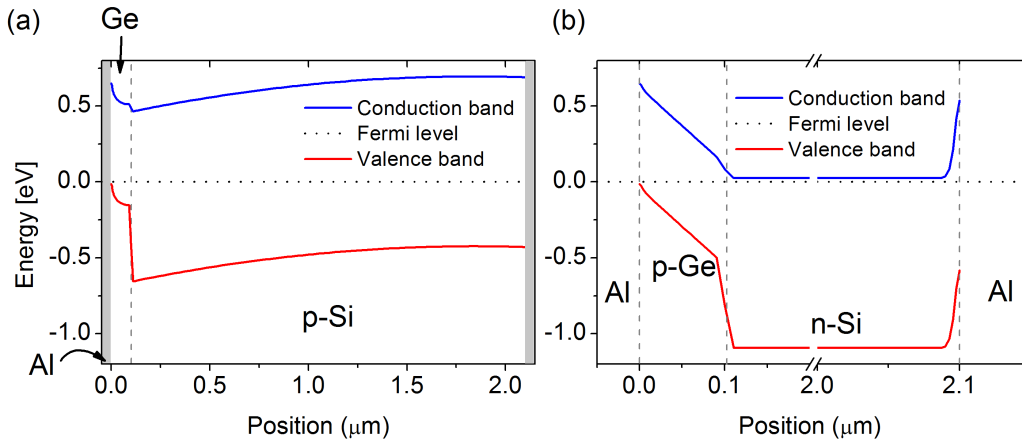 (a)
Ge
0.5
0.0
-0.5
-1.0
Energy [eV]
Conduction band
Fermi level
Valence band
p-Si
Al
0.0 0.5 1.0 1.5 2.0
Position (μm)
(b)
0.5
0.0
-0.5
-1.0
Conduction band
Fermi level
Valence band
p-Ge
Al
n-Si
Al
0.0 0.1 2.0 2.1
Position (μm)